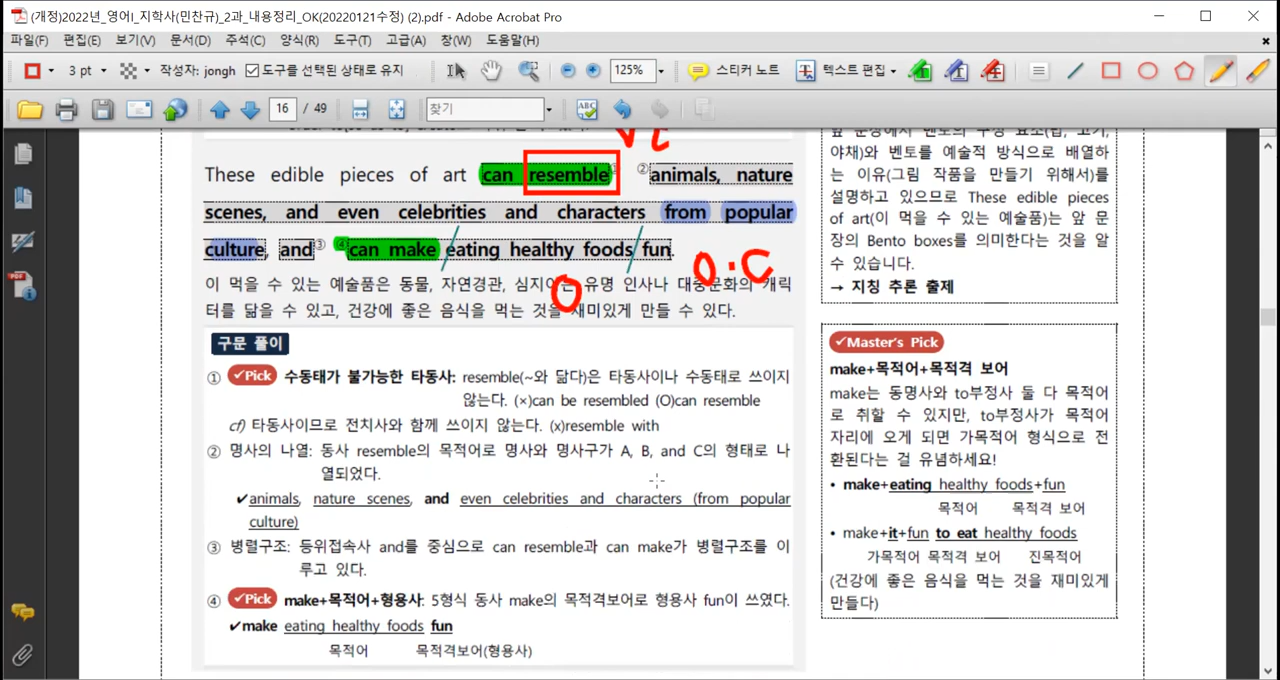 (개정)2022년_영어I_지학사(민찬규)_2과_내용정리_OK(20220121수정) (2).pdf - Adobe Acrobat Pro
파일(F) 편집(E) 보기(V) 문서(D) 주석(C) 양식(R) 도구(T) 고급(A) 창(W) 도움말(H)
3 pt 작성자: jongh 도구를 선택된 상태로 유지 125% 스티커 노트 텍스트 편집
16 / 49 찾기
These edible pieces of art can resemble① ②animals, nature
scenes, and even celebrities and characters from popular
culture, and③ ④can make eating healthy foods fun.
O O·C
이 먹을 수 있는 예술품은 동물, 자연경관, 심지어는 유명 인사나 대중문화의 캐릭
터를 닮을 수 있고, 건강에 좋은 음식을 먹는 것을 재미있게 만들 수 있다.
구문 풀이
① ✓Pick 수동태가 불가능한 타동사: resemble(~와 닮다)은 타동사이나 수동태로 쓰이지
않는다. (×)can be resembled (O)can resemble
cf) 타동사이므로 전치사와 함께 쓰이지 않는다. (x)resemble with
② 명사의 나열: 동사 resemble의 목적어로 명사와 명사구가 A, B, and C의 형태로 나
열되었다.
✔animals, nature scenes, and even celebrities and characters (from popular
culture)
③ 병렬구조: 등위접속사 and를 중심으로 can resemble과 can make가 병렬구조를 이
루고 있다.
④ ✓Pick make+목적어+형용사: 5형식 동사 make의 목적격보어로 형용사 fun이 쓰였다.
✔make eating healthy foods fun
목적어 목적격보어(형용사)
야채)와 벤토를 예술적 방식으로 배열하
는 이유(그림 작품을 만들기 위해서)를
설명하고 있으므로 These edible pieces
of art(이 먹을 수 있는 예술품)는 앞 문
장의 Bento boxes를 의미한다는 것을 알
수 있습니다.
→ 지칭 추론 출제
✓Master's Pick
make+목적어+목적격 보어
make는 동명사와 to부정사 둘 다 목적어
로 취할 수 있지만, to부정사가 목적어
자리에 오게 되면 가목적어 형식으로 전
환된다는 걸 유념하세요!
• make+eating healthy foods+fun
목적어 목적격 보어
• make+it+fun to eat healthy foods
가목적어 목적격 보어 진목적어
(건강에 좋은 음식을 먹는 것을 재미있게
만들다)